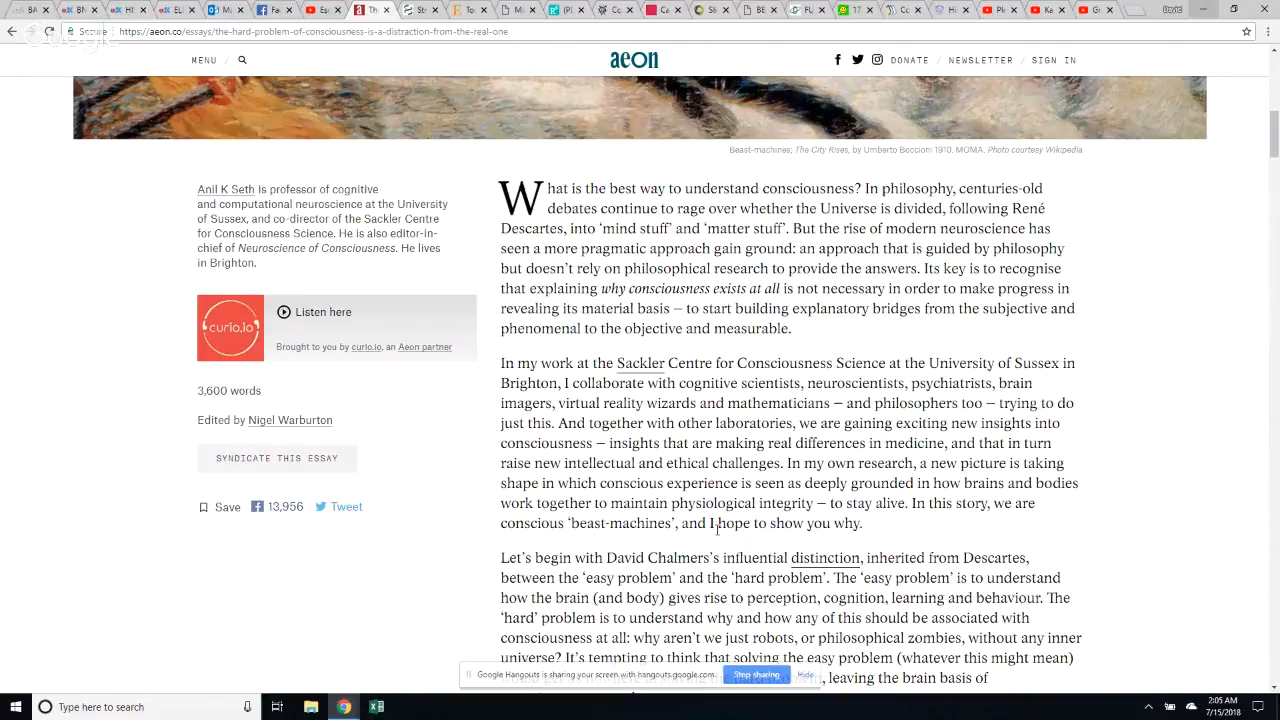 Secure
https://aeon.co/essays/the-hard-problem-of-consciousness-is-a-distraction-from-the-real-one
MENU /
aeon
DONATE / NEWSLETTER / SIGN IN
Beast-machines; The City Rises, by Umberto Boccioni 1910. MOMA. Photo courtesy Wikipedia
Anil K Seth is professor of cognitive
and computational neuroscience at the University
of Sussex, and co-director of the Sackler Centre
for Consciousness Science. He is also editor-in-
chief of Neuroscience of Consciousness. He lives
in Brighton.
curio.io
Listen here
Brought to you by curio.io, an Aeon partner
3,600 words
Edited by Nigel Warburton
SYNDICATE THIS ESSAY
Save 13,956 Tweet
What is the best way to understand consciousness? In philosophy, centuries-old
debates continue to rage over whether the Universe is divided, following René
Descartes, into ‘mind stuff’ and ‘matter stuff’. But the rise of modern neuroscience has
seen a more pragmatic approach gain ground: an approach that is guided by philosophy
but doesn’t rely on philosophical research to provide the answers. Its key is to recognise
that explaining why consciousness exists at all is not necessary in order to make progress in
revealing its material basis – to start building explanatory bridges from the subjective and
phenomenal to the objective and measurable.
In my work at the Sackler Centre for Consciousness Science at the University of Sussex in
Brighton, I collaborate with cognitive scientists, neuroscientists, psychiatrists, brain
imagers, virtual reality wizards and mathematicians – and philosophers too – trying to do
just this. And together with other laboratories, we are gaining exciting new insights into
consciousness – insights that are making real differences in medicine, and that in turn
raise new intellectual and ethical challenges. In my own research, a new picture is taking
shape in which conscious experience is seen as deeply grounded in how brains and bodies
work together to maintain physiological integrity – to stay alive. In this story, we are
conscious ‘beast-machines’, and I hope to show you why.
Let’s begin with David Chalmers’s influential distinction, inherited from Descartes,
between the ‘easy problem’ and the ‘hard problem’. The ‘easy problem’ is to understand
how the brain (and body) gives rise to perception, cognition, learning and behaviour. The
‘hard’ problem is to understand why and how any of this should be associated with
consciousness at all: why aren’t we just robots, or philosophical zombies, without any inner
universe? It’s tempting to think that solving the easy problem (whatever this might mean)
leaving the brain basis of
Google Hangouts is sharing your screen with hangouts.google.com.
Stop sharing
Hide
Type here to search
2:05 AM
7/15/2018